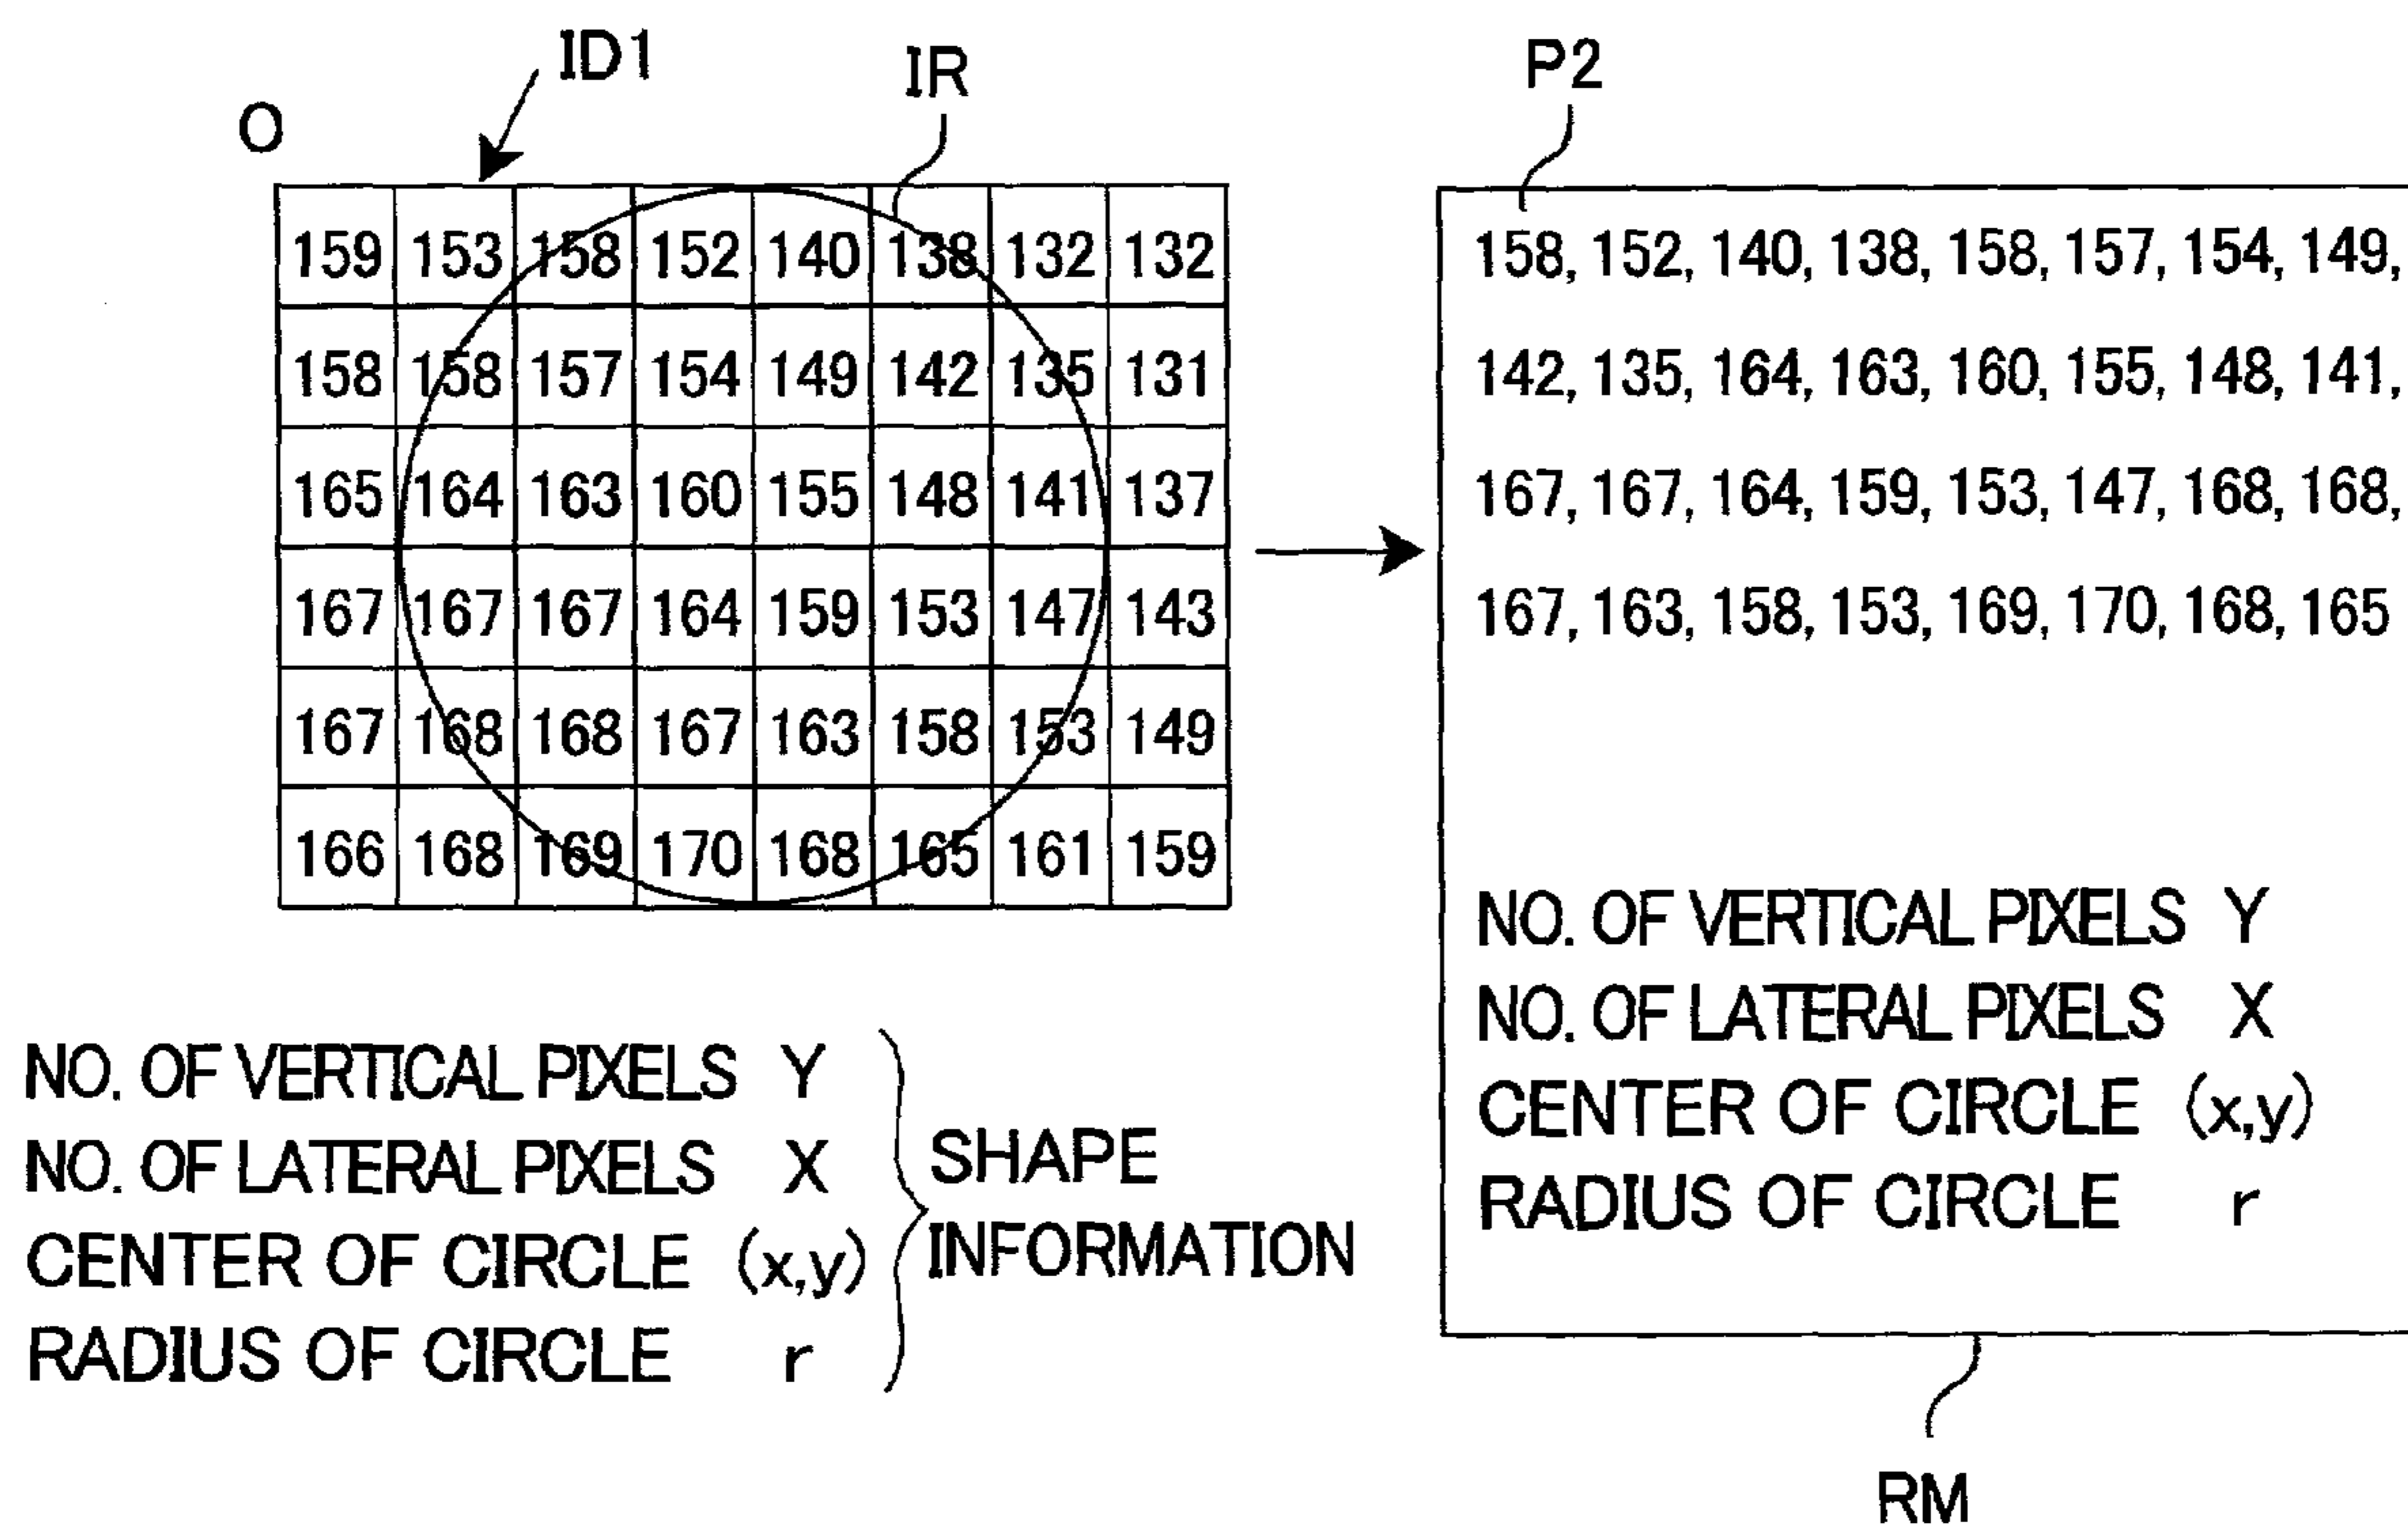 ID1
IR
P2
O
159 153 158 152 140 138 132 132
158 158 157 154 149 142 135 131
165 164 163 160 155 148 141 137
167 167 167 164 159 153 147 143
167 168 168 167 163 158 153 149
166 168 169 170 168 165 161 159
NO. OF VERTICAL PIXELS Y
NO. OF LATERAL PIXELS X
CENTER OF CIRCLE (x,y)
RADIUS OF CIRCLE r
SHAPE
INFORMATION
158, 152, 140, 138, 158, 157, 154, 149,
142, 135, 164, 163, 160, 155, 148, 141,
167, 167, 164, 159, 153, 147, 168, 168,
167, 163, 158, 153, 169, 170, 168, 165
NO. OF VERTICAL PIXELS Y
NO. OF LATERAL PIXELS X
CENTER OF CIRCLE (x,y)
RADIUS OF CIRCLE r
RM